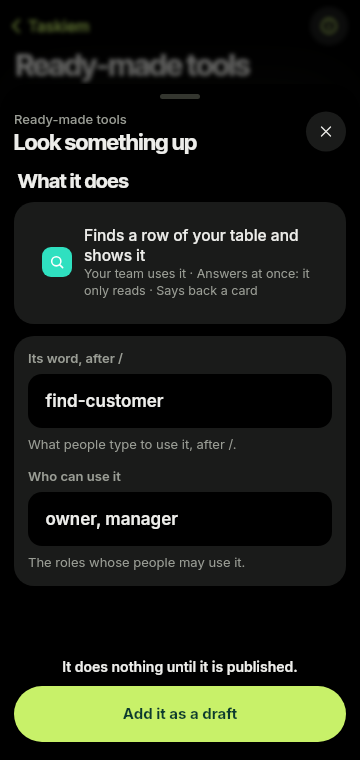 Taskiem
Ready-made tools
Ready-made tools
Look something up
What it does
Finds a row of your table and
shows it
Your team uses it · Answers at once: it
only reads · Says back a card
Its word, after /
find-customer
What people type to use it, after /.
Who can use it
owner, manager
The roles whose people may use it.
It does nothing until it is published.
Add it as a draft